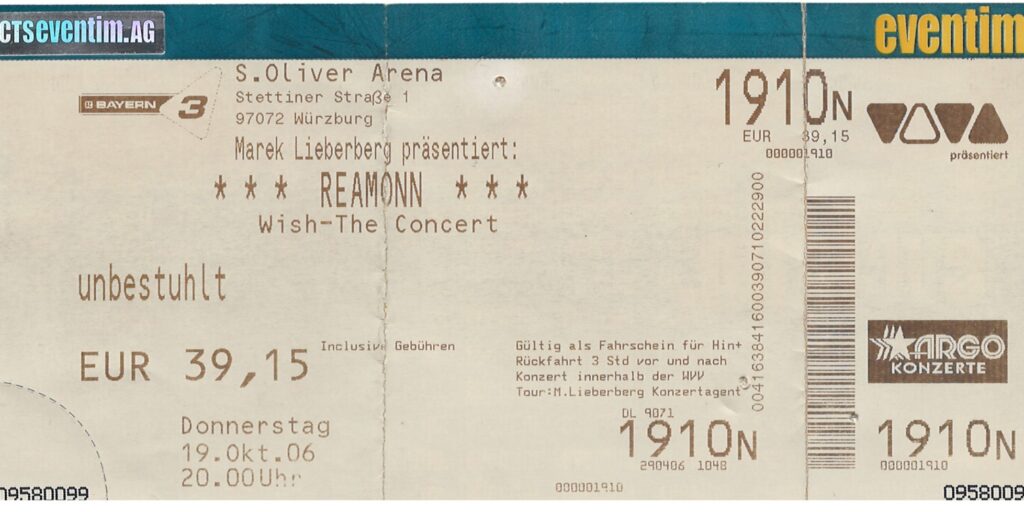 CTSeventim.AG
eventim
BAYERN 3
S.Oliver Arena
Stettiner Straße 1
97072 Würzburg
Marek Lieberberg präsentiert:
* * * REAMONN * * *
Wish-The Concert
unbestuhlt
EUR 39,15 Inclusive Gebühren
Donnerstag
19.Okt.06
20.00Uhr
09580099
1910N
EUR 39,15
000001910
VIVA
präsentiert
004163841600390710222900
Gültig als Fahrschein für Hin+
Rückfahrt 3 Std vor und nach
Konzert innerhalb der WVV
Tour:M.Lieberberg Konzertagent
DL 9071
1910N
290406 1048
000001910
ARGO
KONZERTE
1910N
000001910
0958009